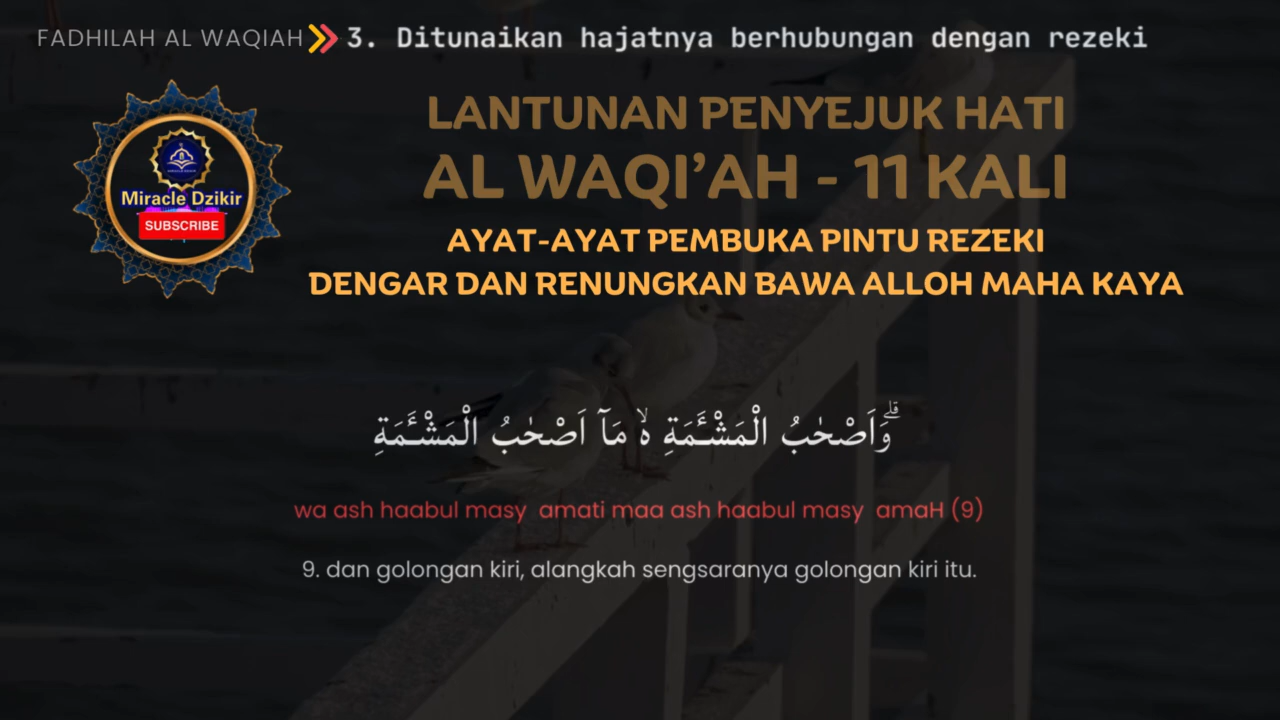 FADHILAH AL WAQIAH
3. Ditunaikan hajatnya berhubungan dengan rezeki
LANTUNAN PENYEJUK HATI
AL WAQI’AH - 11 KALI
AYAT-AYAT PEMBUKA PINTU REZEKI
DENGAR DAN RENUNGKAN BAWA ALLOH MAHA KAYA
Miracle Dzikir
SUBSCRIBE
وَاَصْحٰبُ الْمَشْـَٔمَةِ ەۙ مَآ اَصْحٰبُ الْمَشْـَٔمَةِۗ
wa ash haabul masy  amati maa ash haabul masy  amaH (9)
9. dan golongan kiri, alangkah sengsaranya golongan kiri itu.